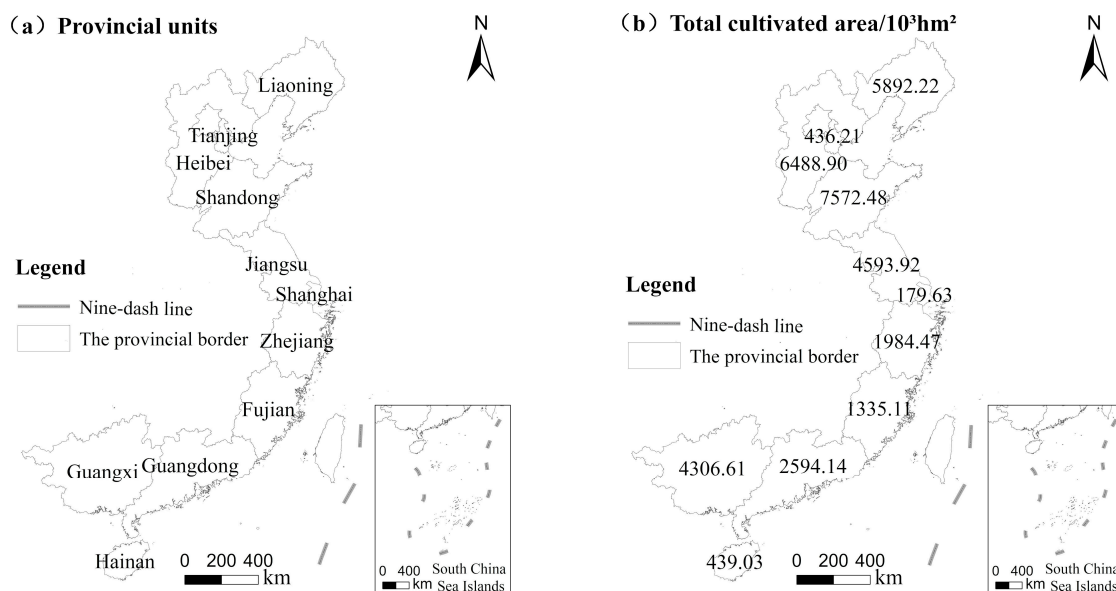 （a）Provincial units
N
Liaoning
Tianjing
Heibei
Shandong
Jiangsu
Shanghai
Zhejiang
Fujian
Guangxi
Guangdong
Hainan
Legend
Nine-dash line
The provincial border
0 200 400
km
0 400
km
South China
Sea Islands
（b）Total cultivated area/10³hm²
N
5892.22
436.21
6488.90
7572.48
4593.92
179.63
1984.47
1335.11
4306.61
2594.14
439.03
Legend
Nine-dash line
The provincial border
0 200 400
km
0 400
km
South China
Sea Islands